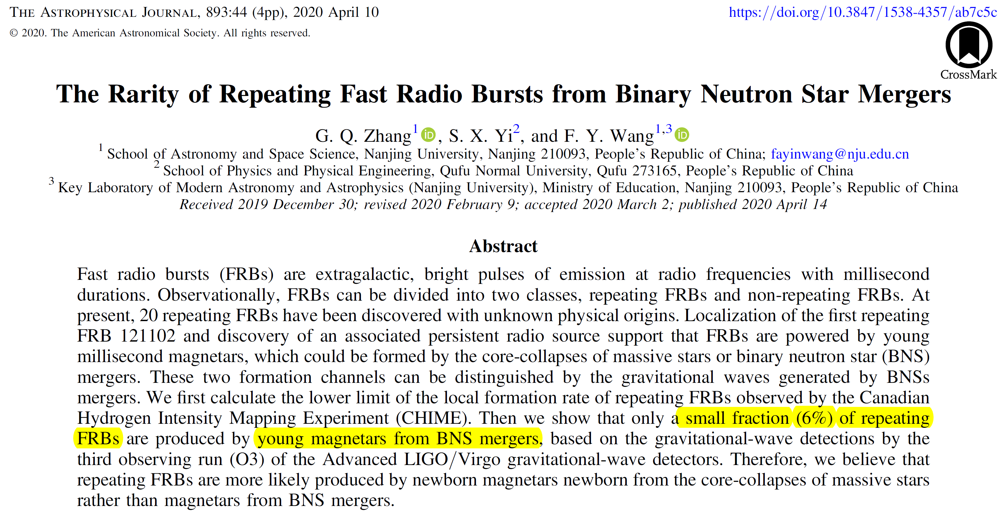 THE ASTROPHYSICAL JOURNAL, 893:44 (4pp), 2020 April 10
https://doi.org/10.3847/1538-4357/ab7c5c
© 2020. The American Astronomical Society. All rights reserved.
CrossMark
The Rarity of Repeating Fast Radio Bursts from Binary Neutron Star Mergers
G. Q. Zhang1 iD, S. X. Yi2, and F. Y. Wang1,3 iD
1 School of Astronomy and Space Science, Nanjing University, Nanjing 210093, People's Republic of China; fayinwang@nju.edu.cn
2 School of Physics and Physical Engineering, Qufu Normal University, Qufu 273165, People's Republic of China
3 Key Laboratory of Modern Astronomy and Astrophysics (Nanjing University), Ministry of Education, Nanjing 210093, People's Republic of China
Received 2019 December 30; revised 2020 February 9; accepted 2020 March 2; published 2020 April 14
Abstract
Fast radio bursts (FRBs) are extragalactic, bright pulses of emission at radio frequencies with millisecond
durations. Observationally, FRBs can be divided into two classes, repeating FRBs and non-repeating FRBs. At
present, 20 repeating FRBs have been discovered with unknown physical origins. Localization of the first repeating
FRB 121102 and discovery of an associated persistent radio source support that FRBs are powered by young
millisecond magnetars, which could be formed by the core-collapses of massive stars or binary neutron star (BNS)
mergers. These two formation channels can be distinguished by the gravitational waves generated by BNSs
mergers. We first calculate the lower limit of the local formation rate of repeating FRBs observed by the Canadian
Hydrogen Intensity Mapping Experiment (CHIME). Then we show that only a small fraction (6%) of repeating
FRBs are produced by young magnetars from BNS mergers, based on the gravitational-wave detections by the
third observing run (O3) of the Advanced LIGO/Virgo gravitational-wave detectors. Therefore, we believe that
repeating FRBs are more likely produced by newborn magnetars newborn from the core-collapses of massive stars
rather than magnetars from BNS mergers.